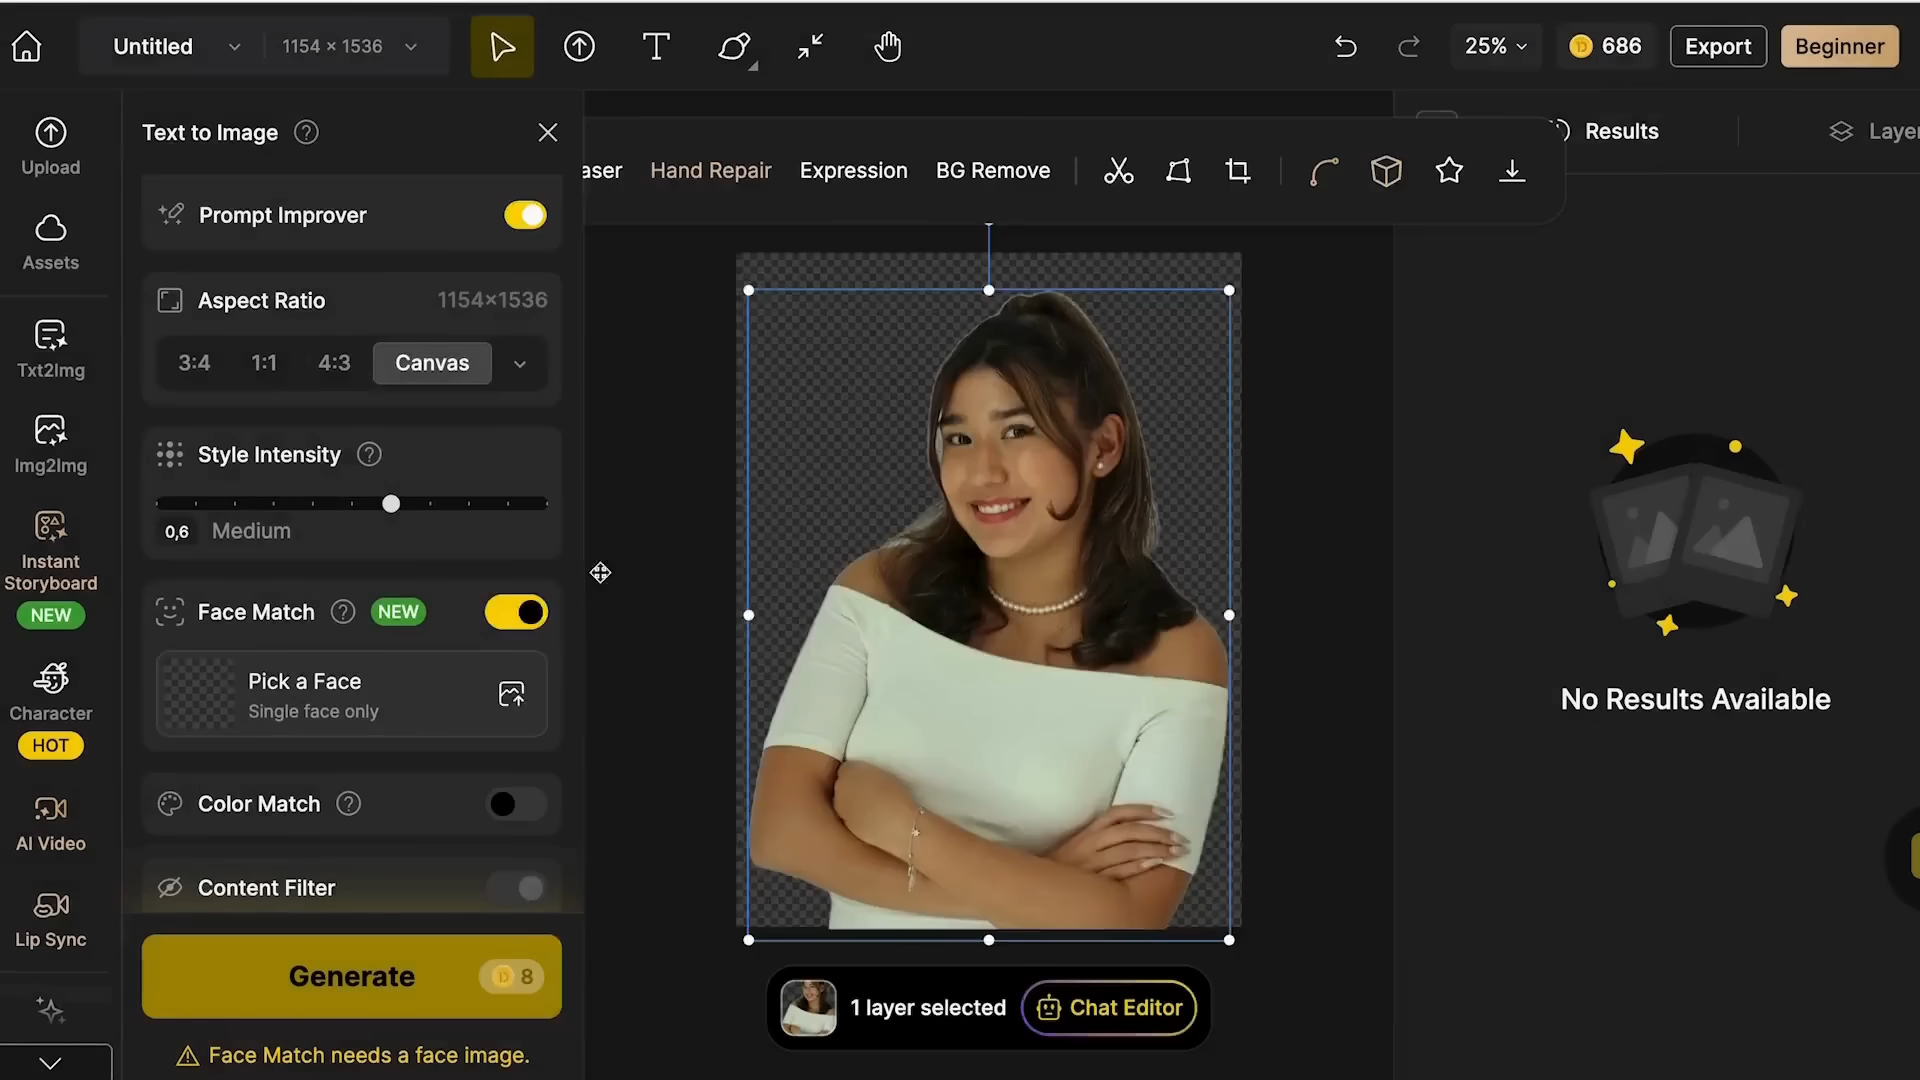 Untitled
1154 × 1536
25%
686
Export
Beginner
Upload
Assets
Txt2Img
Img2Img
Instant
Storyboard
NEW
Character
HOT
AI Video
Lip Sync
Text to Image
Prompt Improver
Aspect Ratio
1154×1536
3:4
1:1
4:3
Canvas
Style Intensity
0,6
Medium
Face Match
NEW
Pick a Face
Single face only
Color Match
Content Filter
Generate
8
Face Match needs a face image.
aser
Hand Repair
Expression
BG Remove
1 layer selected
Chat Editor
Results
Layer
No Results Available